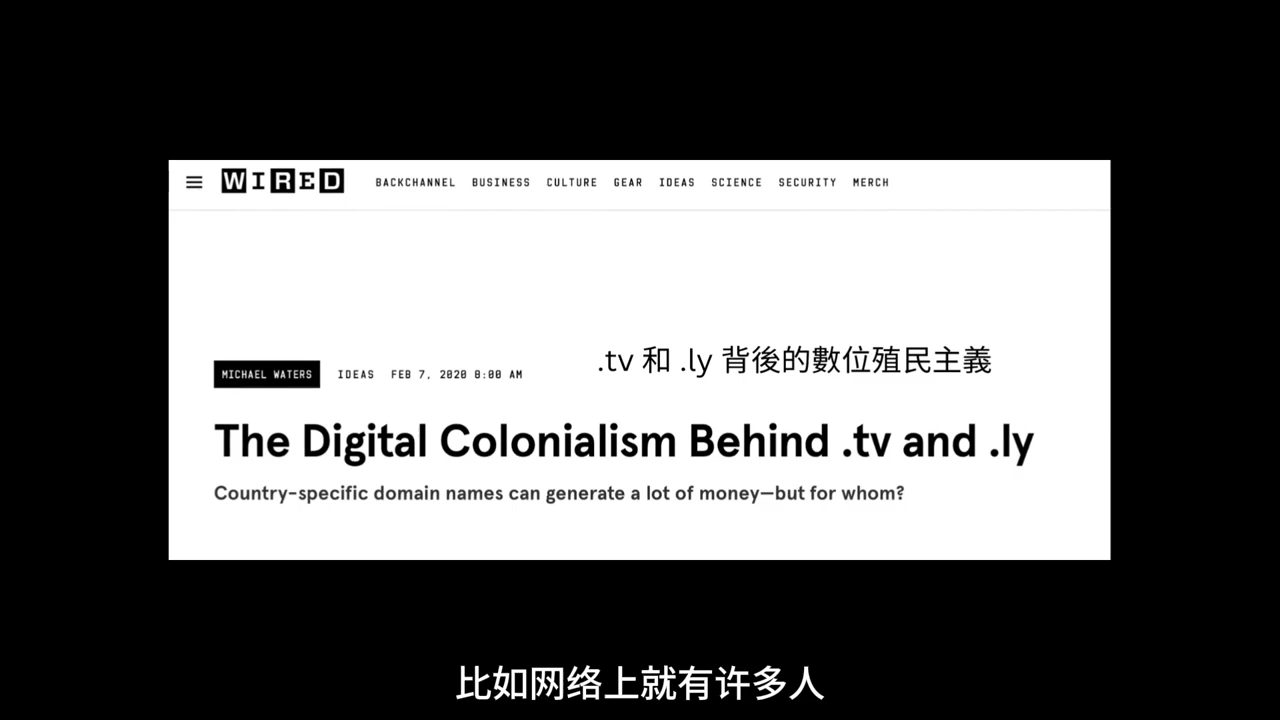 WIRED BACKCHANNEL BUSINESS CULTURE GEAR IDEAS SCIENCE SECURITY MERCH
.tv 和 .ly 背後的數位殖民主義
MICHAEL WATERS IDEAS FEB 7, 2020 8:00 AM
The Digital Colonialism Behind .tv and .ly
Country-specific domain names can generate a lot of money—but for whom?
比如网络上就有许多人